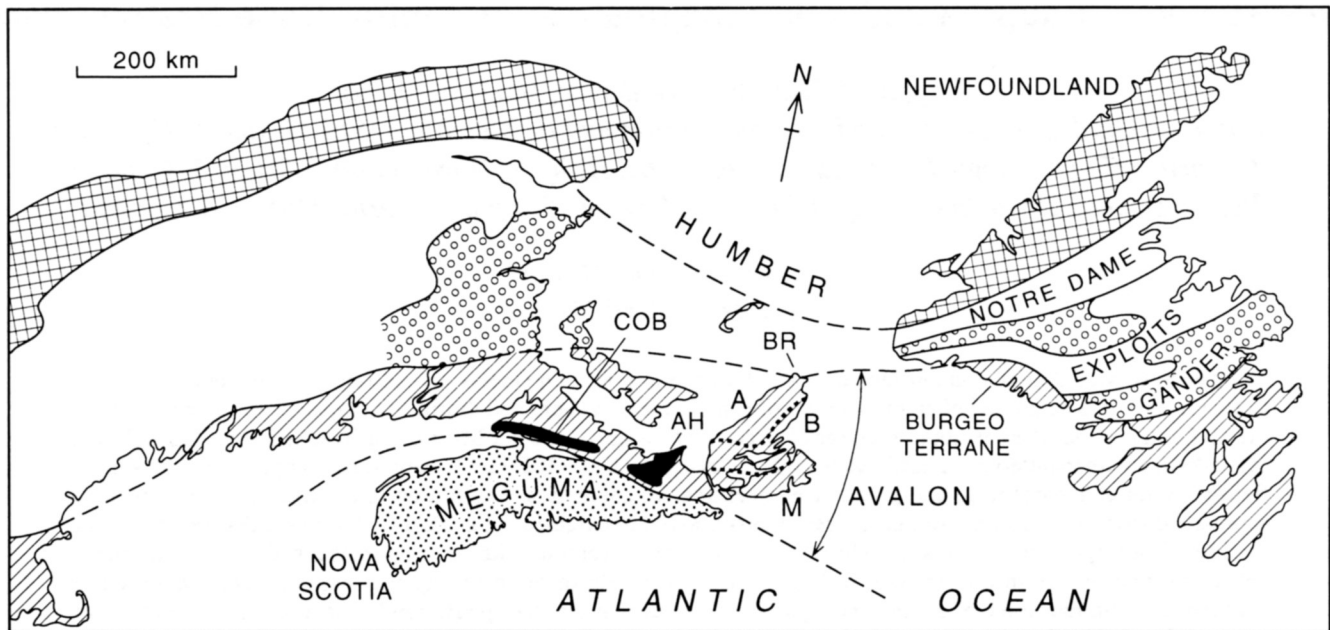 200 km
N
NEWFOUNDLAND
HUMBER
NOTRE DAME
COB
BR
EXPLOITS
A
B
GANDER
AH
BURGEO
TERRANE
MEGUMA
M
AVALON
NOVA
SCOTIA
ATLANTIC OCEAN